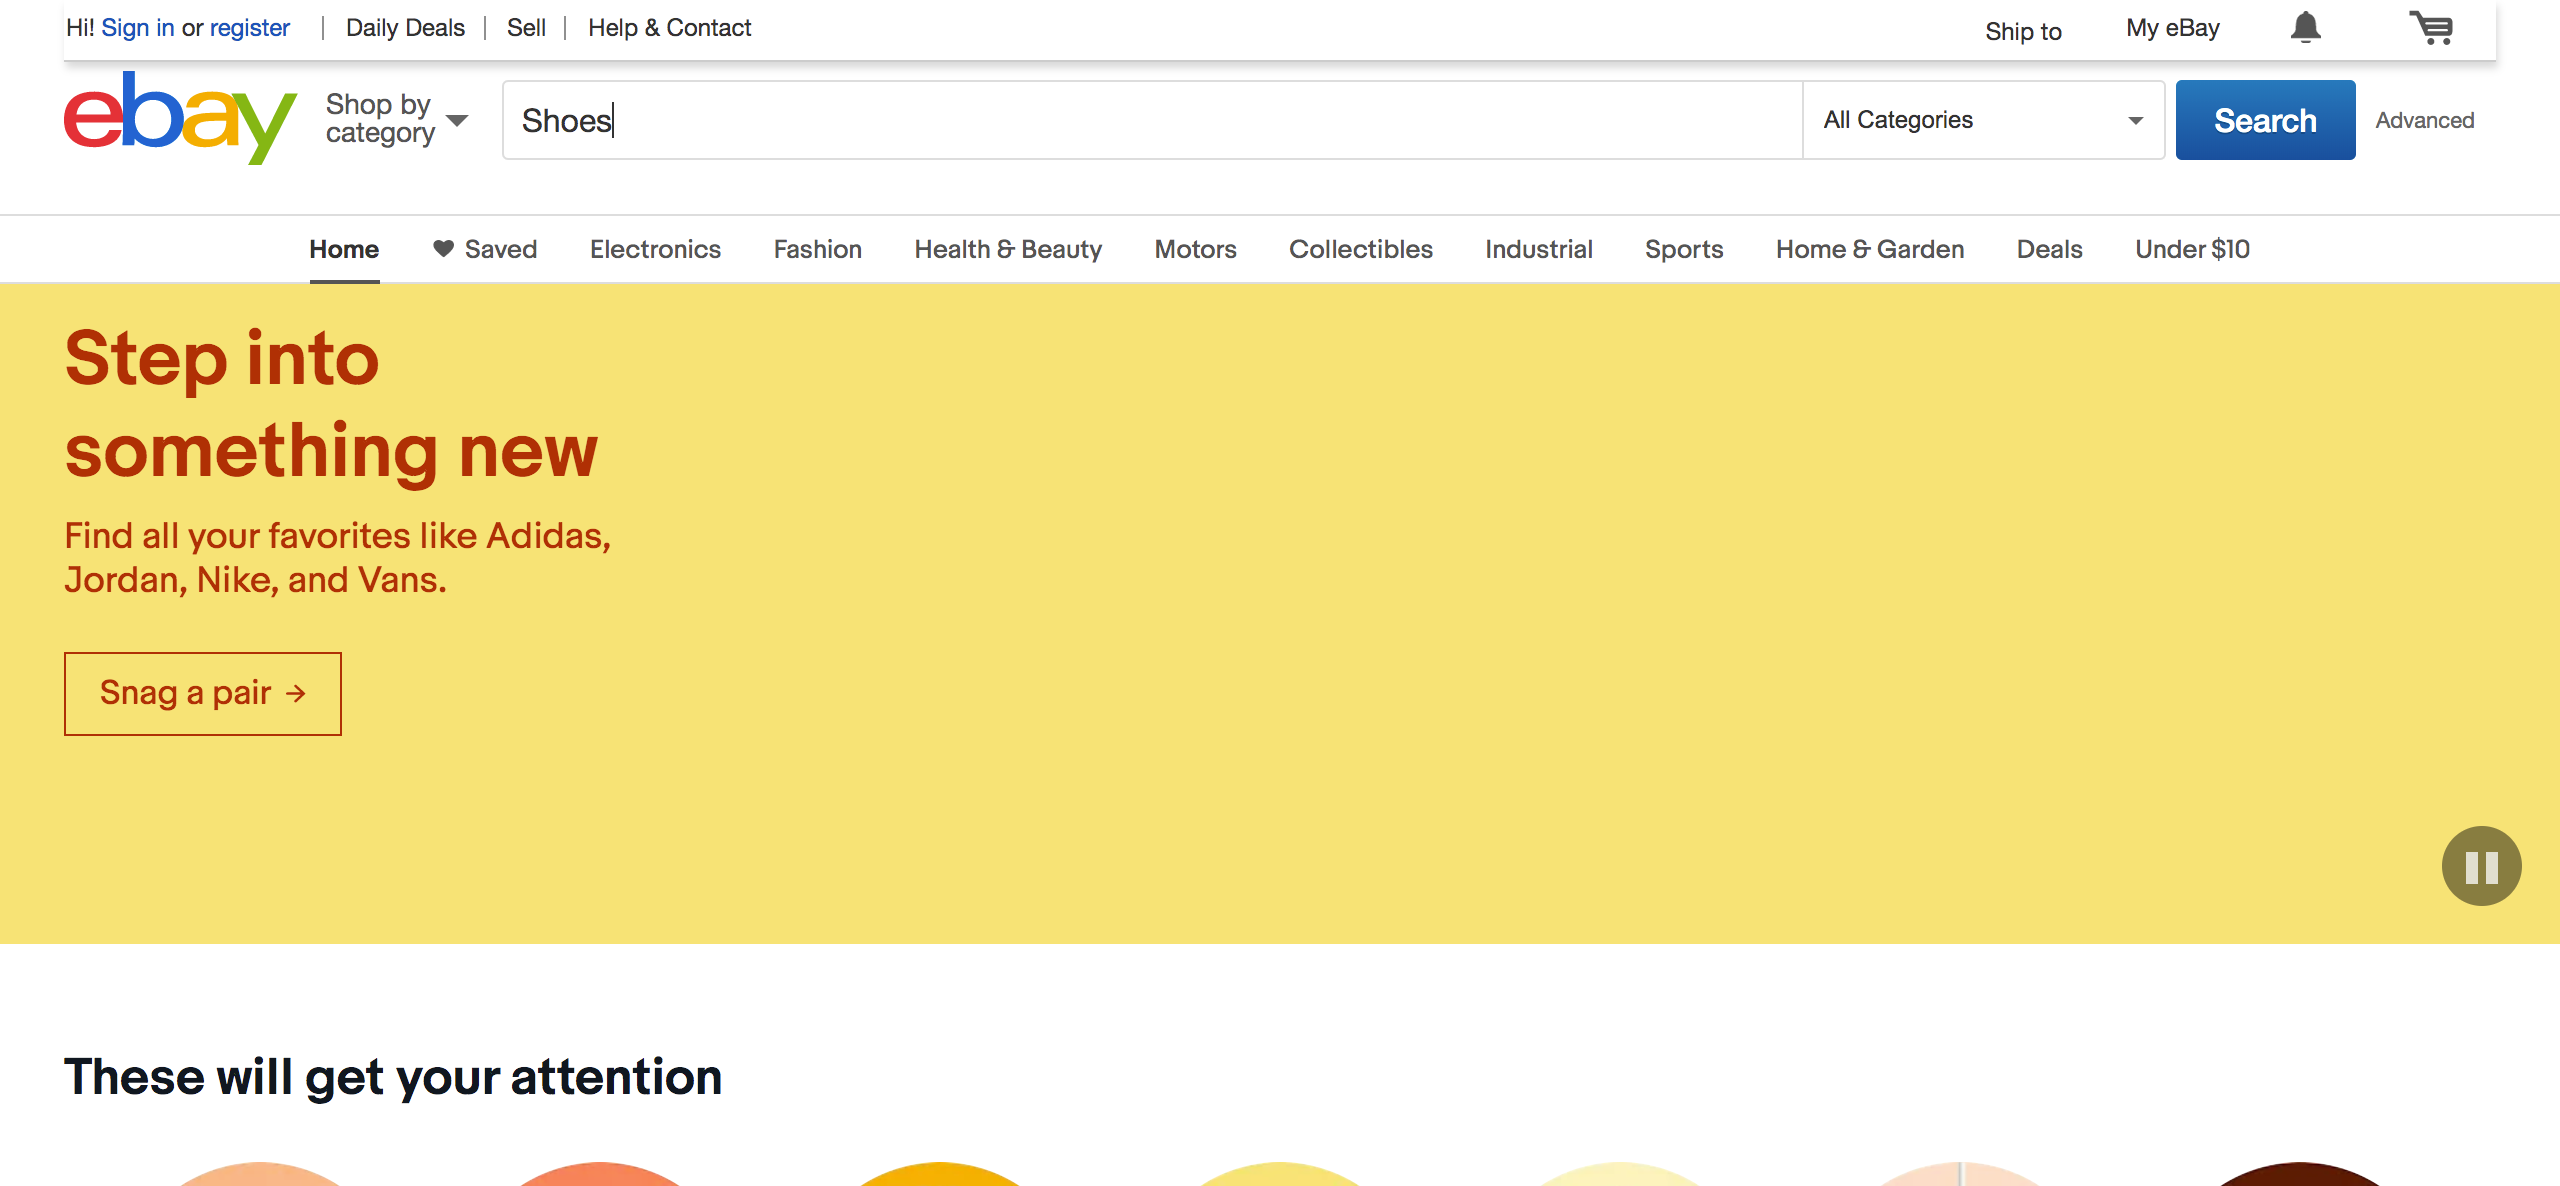 Hi! Sign in or register | Daily Deals | Sell | Help & Contact
Ship to My eBay
ebay
Shop by
category
Shoes
All Categories
Search
Advanced
Home Saved Electronics Fashion Health & Beauty Motors Collectibles Industrial Sports Home & Garden Deals Under $10
Step into
something new
Find all your favorites like Adidas,
Jordan, Nike, and Vans.
Snag a pair →
These will get your attention